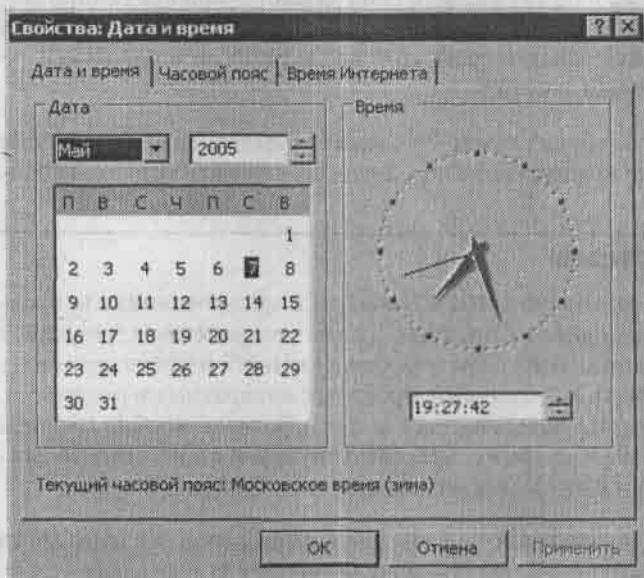 Свойства: Дата и время
Дата и время Часовой пояс Время Интернета
Дата
Время
Май 2005
П В С Ч П С В
1
2 3 4 5 6 7 8
9 10 11 12 13 14 15
16 17 18 19 20 21 22
23 24 25 26 27 28 29
30 31
19:27:42
Текущий часовой пояс: Московское время (зима)
ОК Отмена Применить